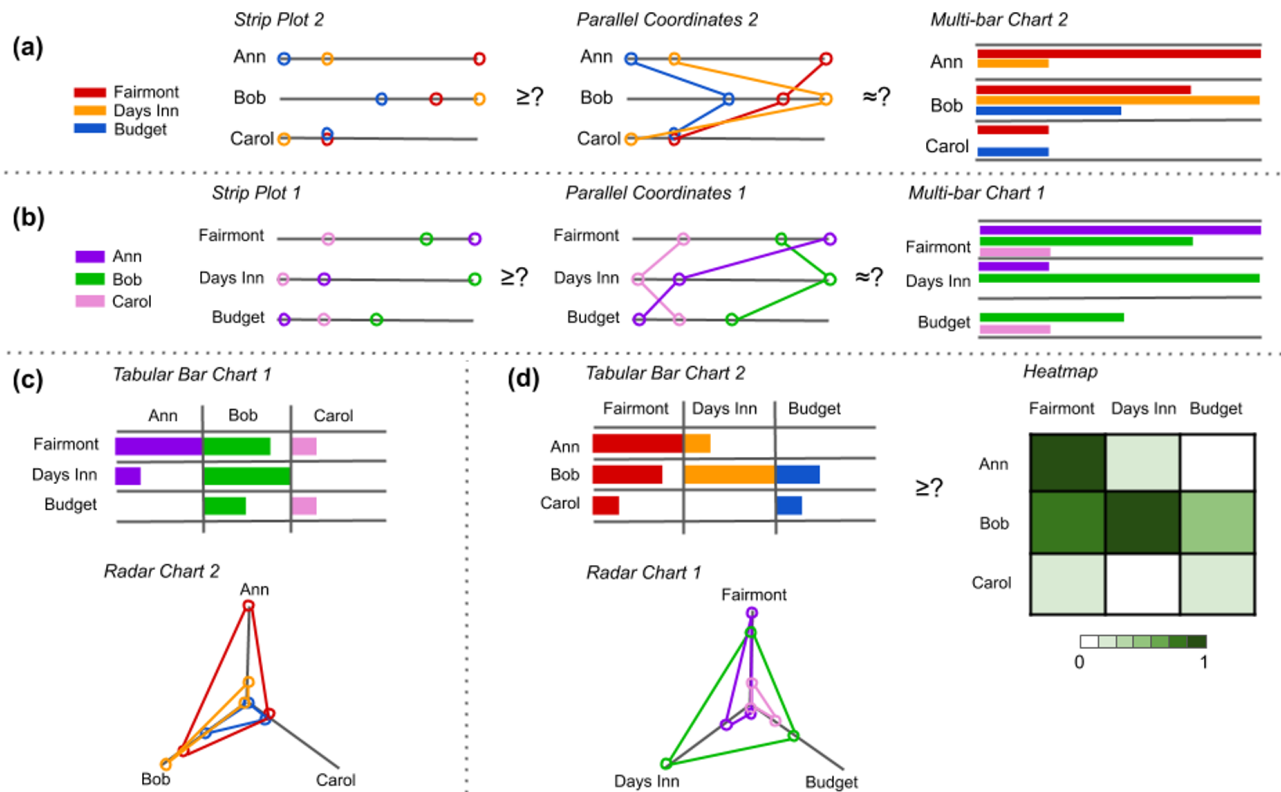 Strip Plot 2
Parallel Coordinates 2
Multi-bar Chart 2
(a)
Fairmont
Days Inn
Budget
Ann
Bob
Carol
≥?
Ann
Bob
Carol
≈?
Ann
Bob
Carol
(b)
Strip Plot 1
Parallel Coordinates 1
Multi-bar Chart 1
Ann
Bob
Carol
Fairmont
Days Inn
Budget
≥?
Fairmont
Days Inn
Budget
≈?
Fairmont
Days Inn
Budget
(c)
Tabular Bar Chart 1
Ann Bob Carol
Fairmont
Days Inn
Budget
Radar Chart 2
Ann
Bob
Carol
(d)
Tabular Bar Chart 2
Fairmont Days Inn Budget
Ann
Bob
Carol
Radar Chart 1
Fairmont
Days Inn
Budget
≥?
Heatmap
Fairmont Days Inn Budget
Ann
Bob
Carol
0 1